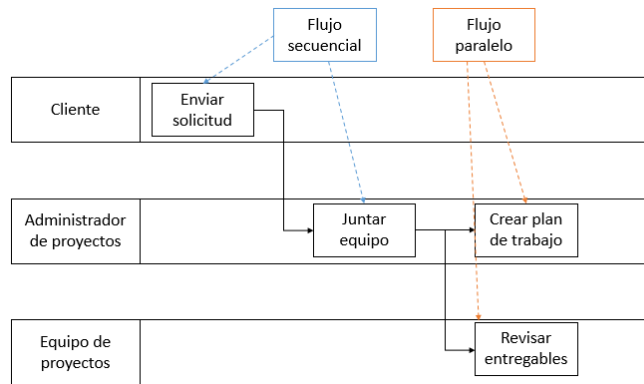 Flujo
secuencial
Flujo
paralelo
Cliente
Enviar
solicitud
Administrador
de proyectos
Juntar
equipo
Crear plan
de trabajo
Equipo de
proyectos
Revisar
entregables